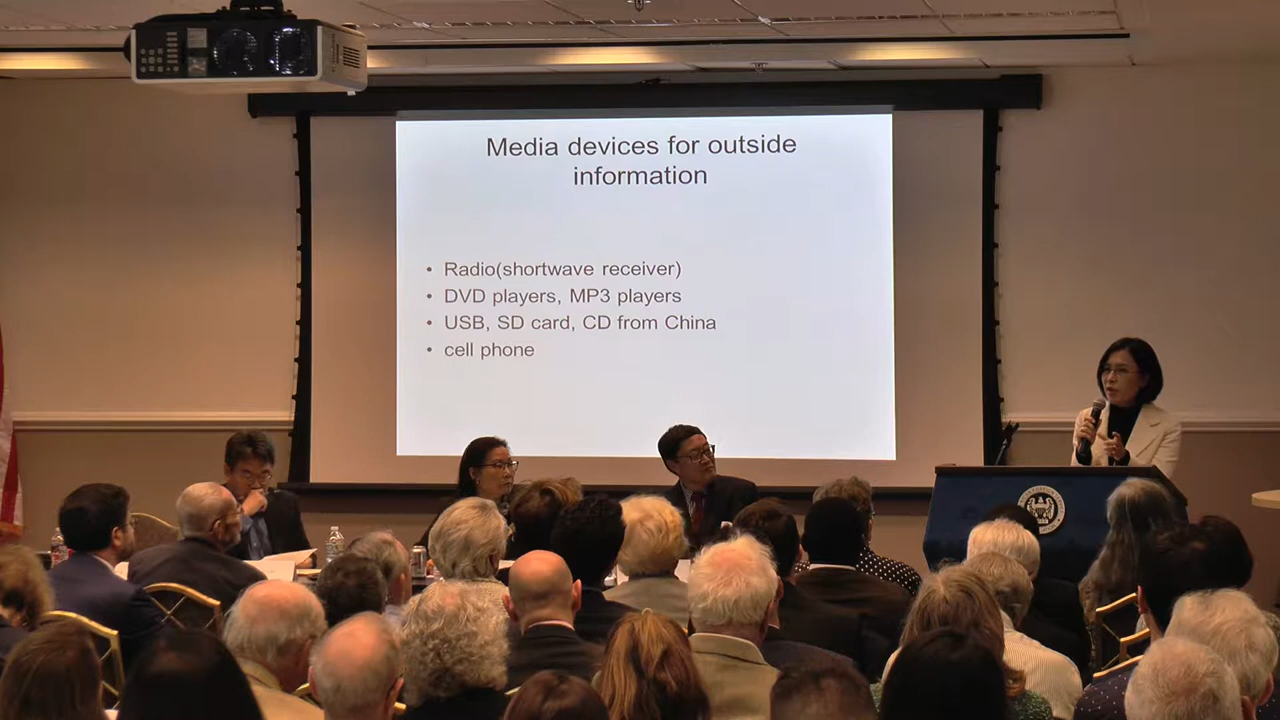 Media devices for outside
information
• Radio(shortwave receiver)
• DVD players, MP3 players
• USB, SD card, CD from China
• cell phone